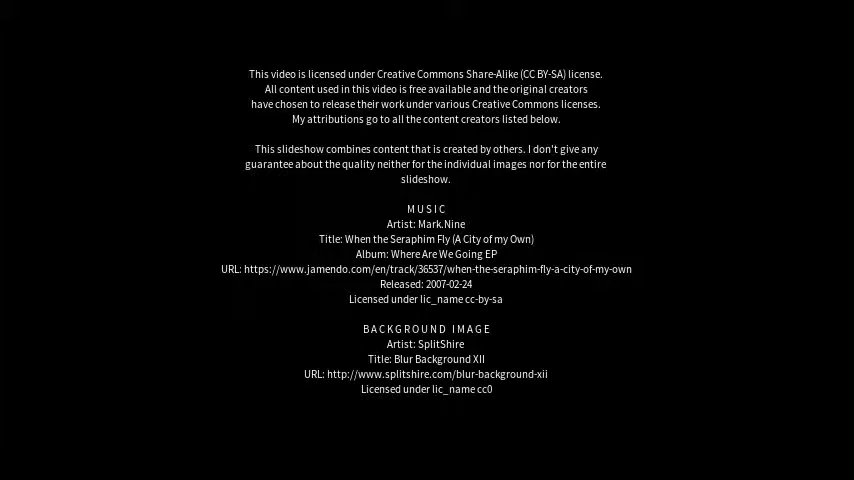 This video is licensed under Creative Commons Share-Alike (CC BY-SA) license.
All content used in this video is free available and the original creators
have chosen to release their work under various Creative Commons licenses.
My attributions go to all the content creators listed below.
This slideshow combines content that is created by others. I don't give any
guarantee about the quality neither for the individual images nor for the entire
slideshow.
MUSIC
Artist: Mark.Nine
Title: When the Seraphim Fly (A City of my Own)
Album: Where Are We Going EP
URL: https://www.jamendo.com/en/track/36537/when-the-seraphim-fly-a-city-of-my-own
Released: 2007-02-24
Licensed under lic_name cc-by-sa
BACKGROUND IMAGE
Artist: SplitShire
Title: Blur Background XII
URL: http://www.splitshire.com/blur-background-xii
Licensed under lic_name cc0